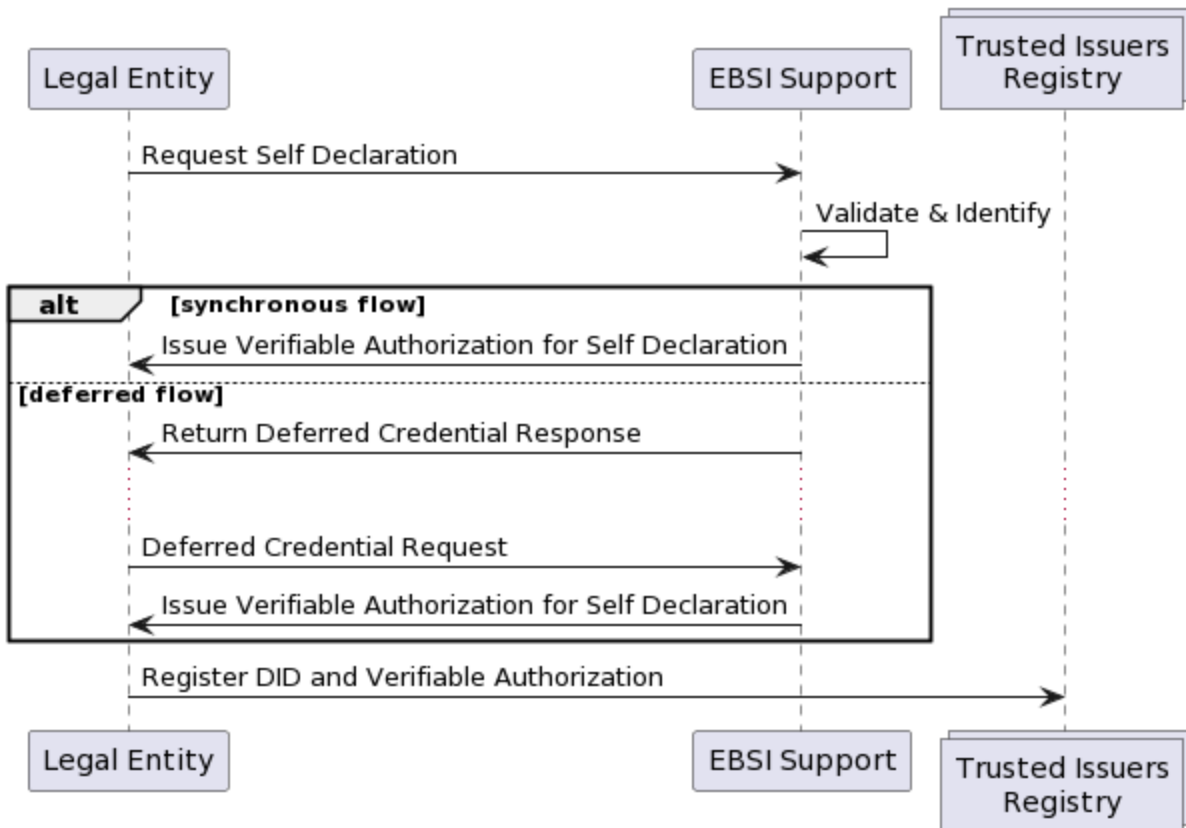 Legal Entity
EBSI Support
Trusted Issuers
Registry
Request Self Declaration
Validate & Identify
alt
[synchronous flow]
Issue Verifiable Authorization for Self Declaration
[deferred flow]
Return Deferred Credential Response
Deferred Credential Request
Issue Verifiable Authorization for Self Declaration
Register DID and Verifiable Authorization
Legal Entity
EBSI Support
Trusted Issuers
Registry